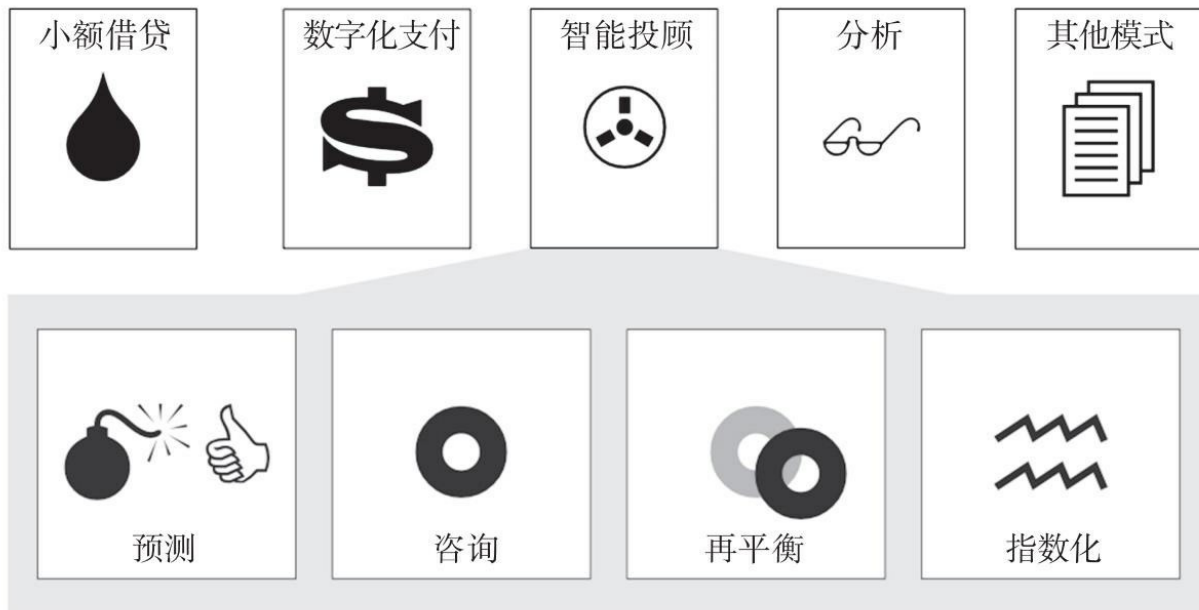 小额借贷
数字化支付
智能投顾
分析
其他模式
预测
咨询
再平衡
指数化